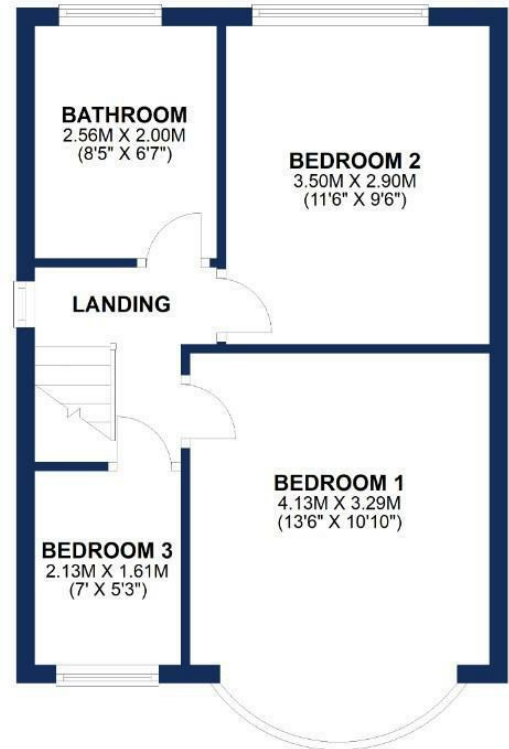 BATHROOM
2.56M X 2.00M
(8'5" X 6'7")
BEDROOM 2
3.50M X 2.90M
(11'6" X 9'6")
LANDING
BEDROOM 1
4.13M X 3.29M
(13'6" X 10'10")
BEDROOM 3
2.13M X 1.61M
(7' X 5'3")